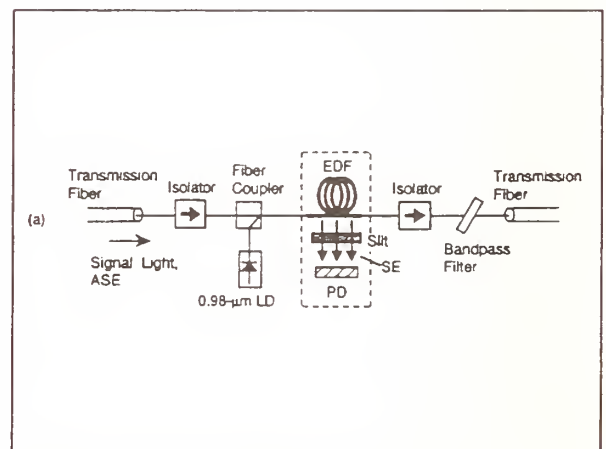 (a)
Transmission
Fiber
Isolator
Fiber
Coupler
EDF
Isolator
Transmission
Fiber
Signal Light,
ASE
0.98-μm LD
Slit
SE
PD
Bandpass
Filter